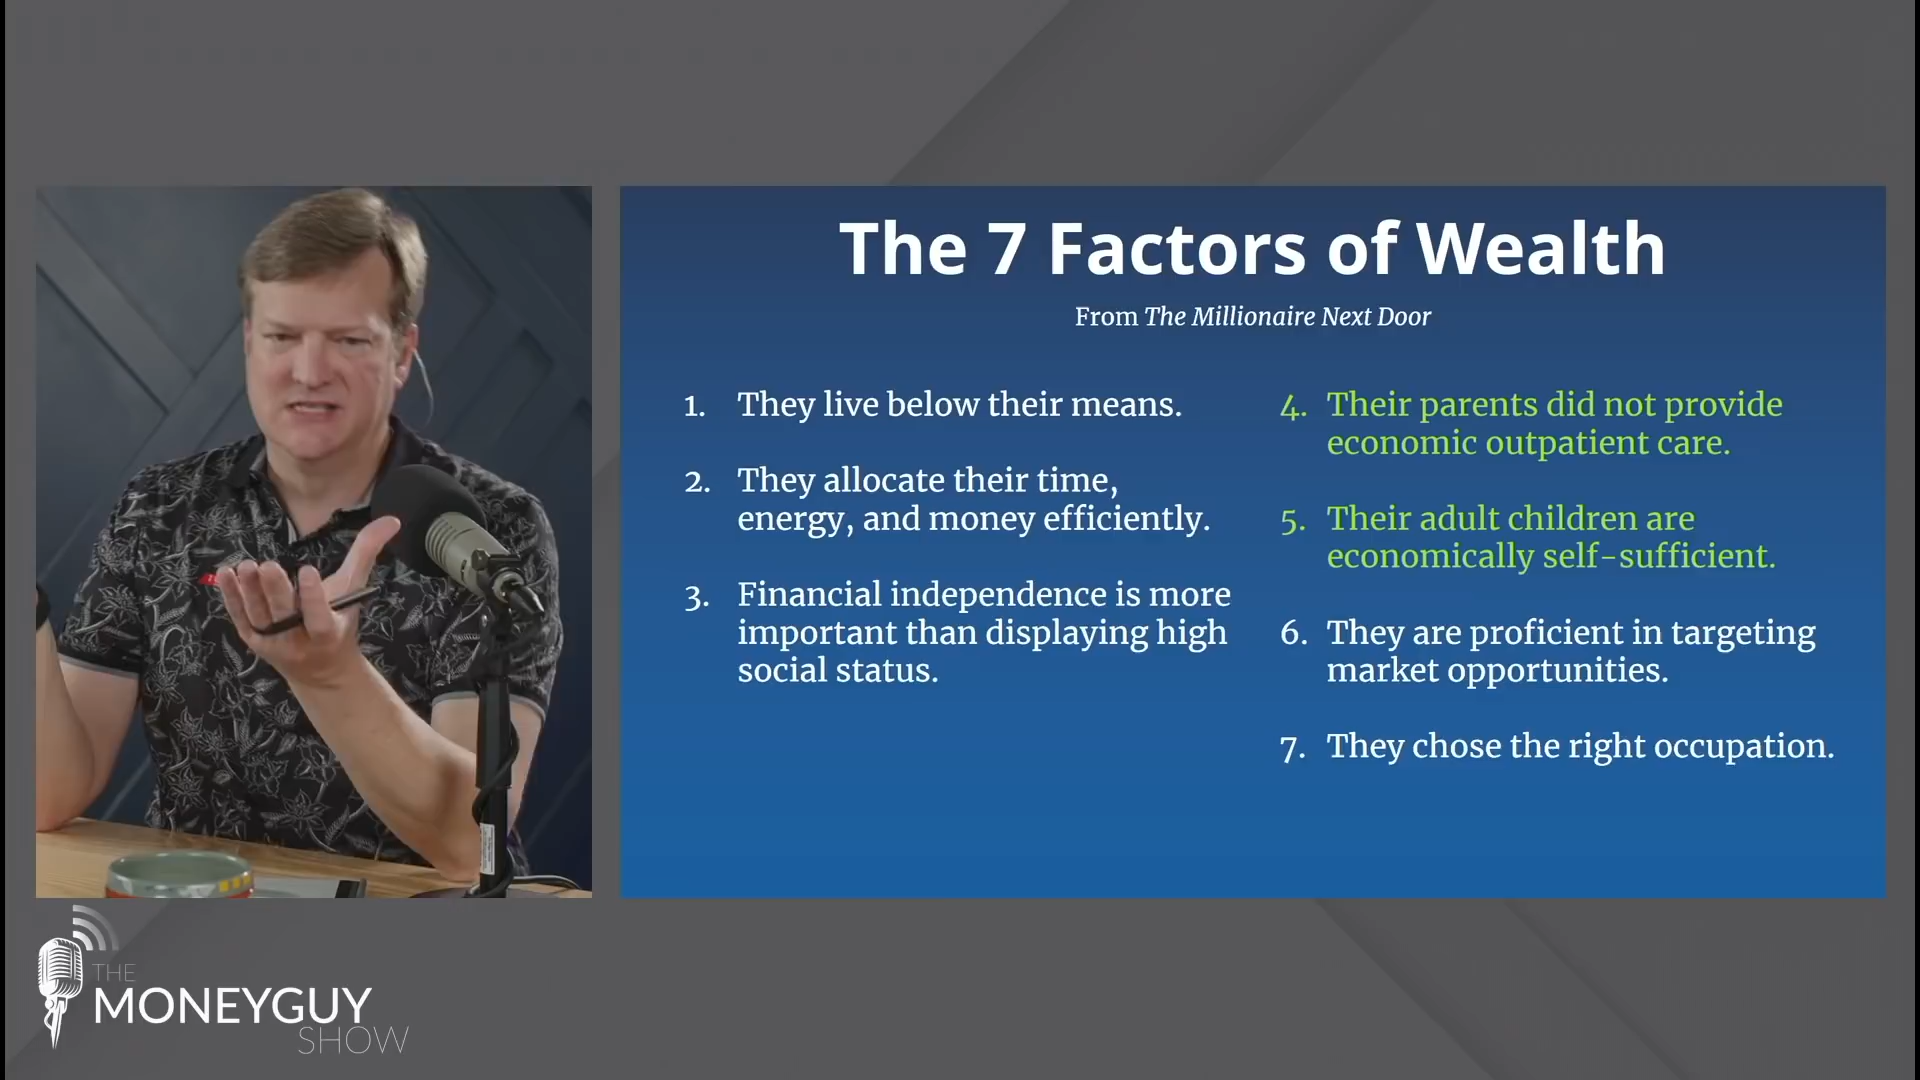 The 7 Factors of Wealth
From The Millionaire Next Door
1. They live below their means.
2. They allocate their time,
energy, and money efficiently.
3. Financial independence is more
important than displaying high
social status.
4. Their parents did not provide
economic outpatient care.
5. Their adult children are
economically self-sufficient.
6. They are proficient in targeting
market opportunities.
7. They chose the right occupation.
THE
MONEYGUY
SHOW